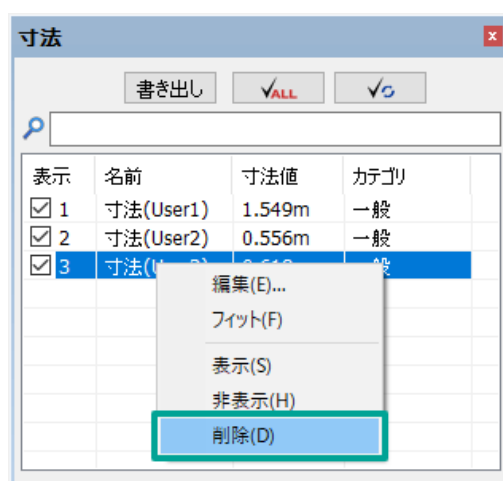 寸法
書き出し ALL
表示 名前 寸法値 カテゴリ
1 寸法(User1) 1.549m 一般
2 寸法(User2) 0.556m 一般
3
編集(E)...
フィット(F)
表示(S)
非表示(H)
削除(D)